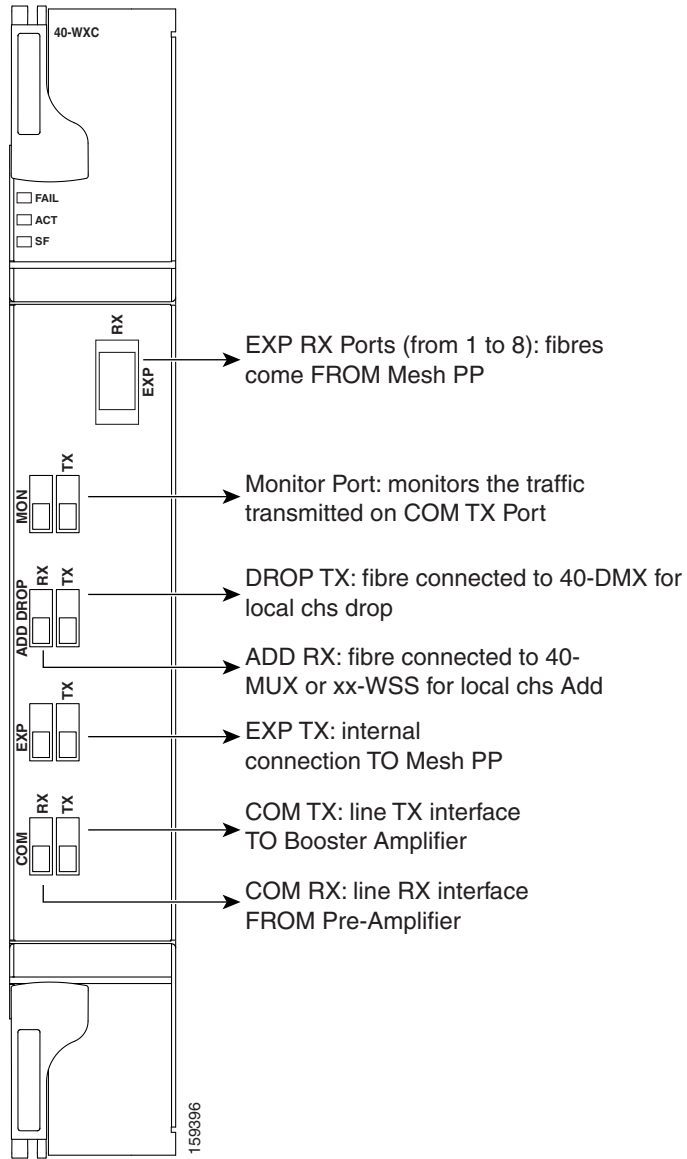 40-WXC
FAIL
ACT
SF
RX
EXP
EXP RX Ports (from 1 to 8): fibres
come FROM Mesh PP
MON
TX
Monitor Port: monitors the traffic
transmitted on COM TX Port
ADD DROP
RX
TX
DROP TX: fibre connected to 40-DMX for
local chs drop
ADD RX: fibre connected to 40-
MUX or xx-WSS for local chs Add
EXP
TX
EXP TX: internal
connection TO Mesh PP
COM
RX
TX
COM TX: line TX interface
TO Booster Amplifier
COM RX: line RX interface
FROM Pre-Amplifier
159396